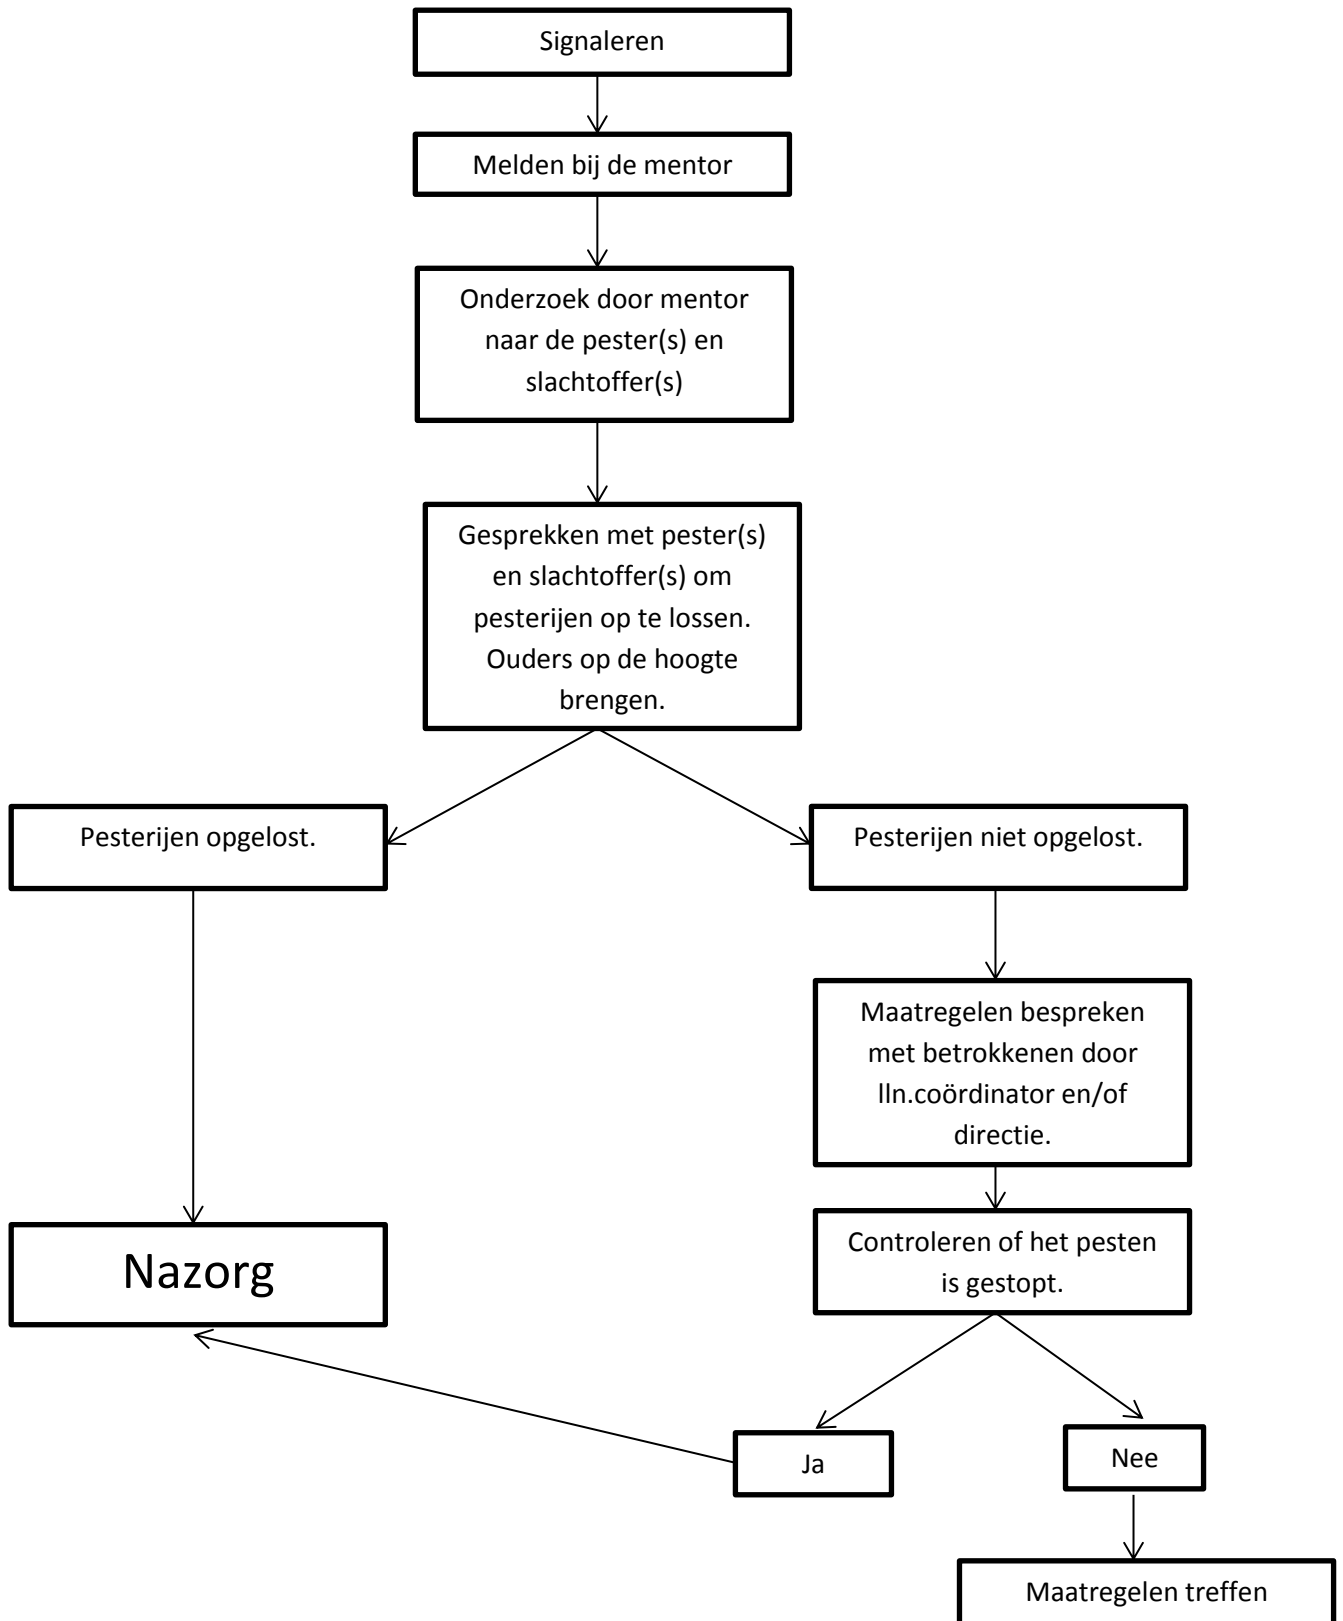 Signaleren
Melden bij de mentor
Onderzoek door mentor
naar de pester(s) en
slachtoffer(s)
Gesprekken met pester(s)
en slachtoffer(s) om
pesterijen op te lossen.
Ouders op de hoogte
brengen.
Pesterijen opgelost.
Pesterijen niet opgelost.
Maatregelen bespreken
met betrokkenen door
lln.coördinator en/of
directie.
Nazorg
Controleren of het pesten
is gestopt.
Ja
Nee
Maatregelen treffen